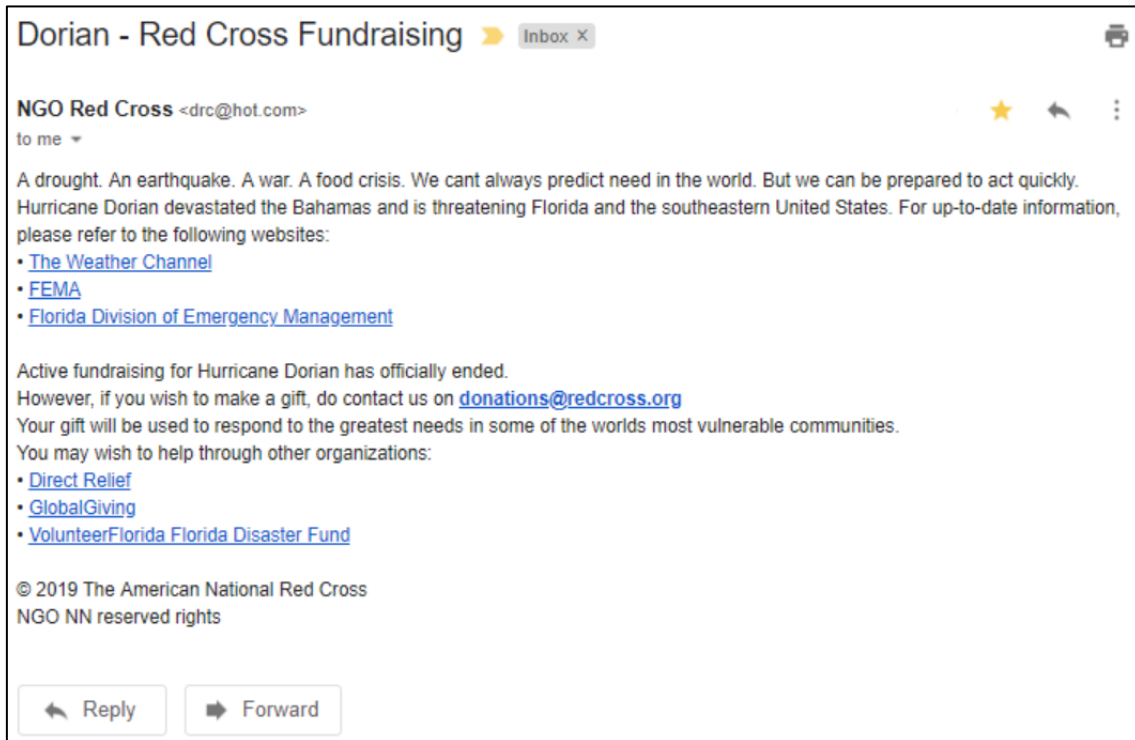 Dorian - Red Cross Fundraising Inbox ×
NGO Red Cross <drc@hot.com>
to me
A drought. An earthquake. A war. A food crisis. We cant always predict need in the world. But we can be prepared to act quickly.
Hurricane Dorian devastated the Bahamas and is threatening Florida and the southeastern United States. For up-to-date information,
please refer to the following websites:
• The Weather Channel
• FEMA
• Florida Division of Emergency Management
Active fundraising for Hurricane Dorian has officially ended.
However, if you wish to make a gift, do contact us on donations@redcross.org
Your gift will be used to respond to the greatest needs in some of the worlds most vulnerable communities.
You may wish to help through other organizations:
• Direct Relief
• GlobalGiving
• VolunteerFlorida Florida Disaster Fund
© 2019 The American National Red Cross
NGO NN reserved rights
Reply Forward